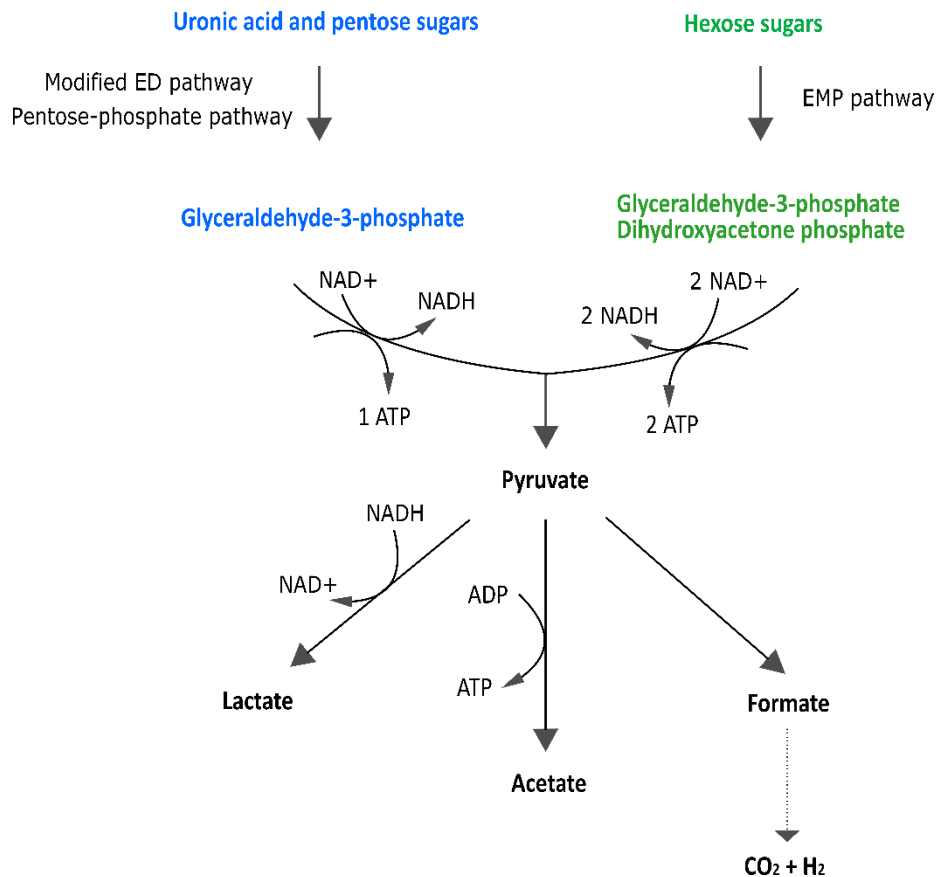 Uronic acid and pentose sugars
Hexose sugars
Modified ED pathway
Pentose-phosphate pathway
EMP pathway
Glyceraldehyde-3-phosphate
Glyceraldehyde-3-phosphate
Dihydroxyacetone phosphate
NAD+
NADH
2 NADH
2 NAD+
1 ATP
2 ATP
Pyruvate
NADH
NAD+
ADP
ATP
Lactate
Formate
Acetate
CO₂ + H₂